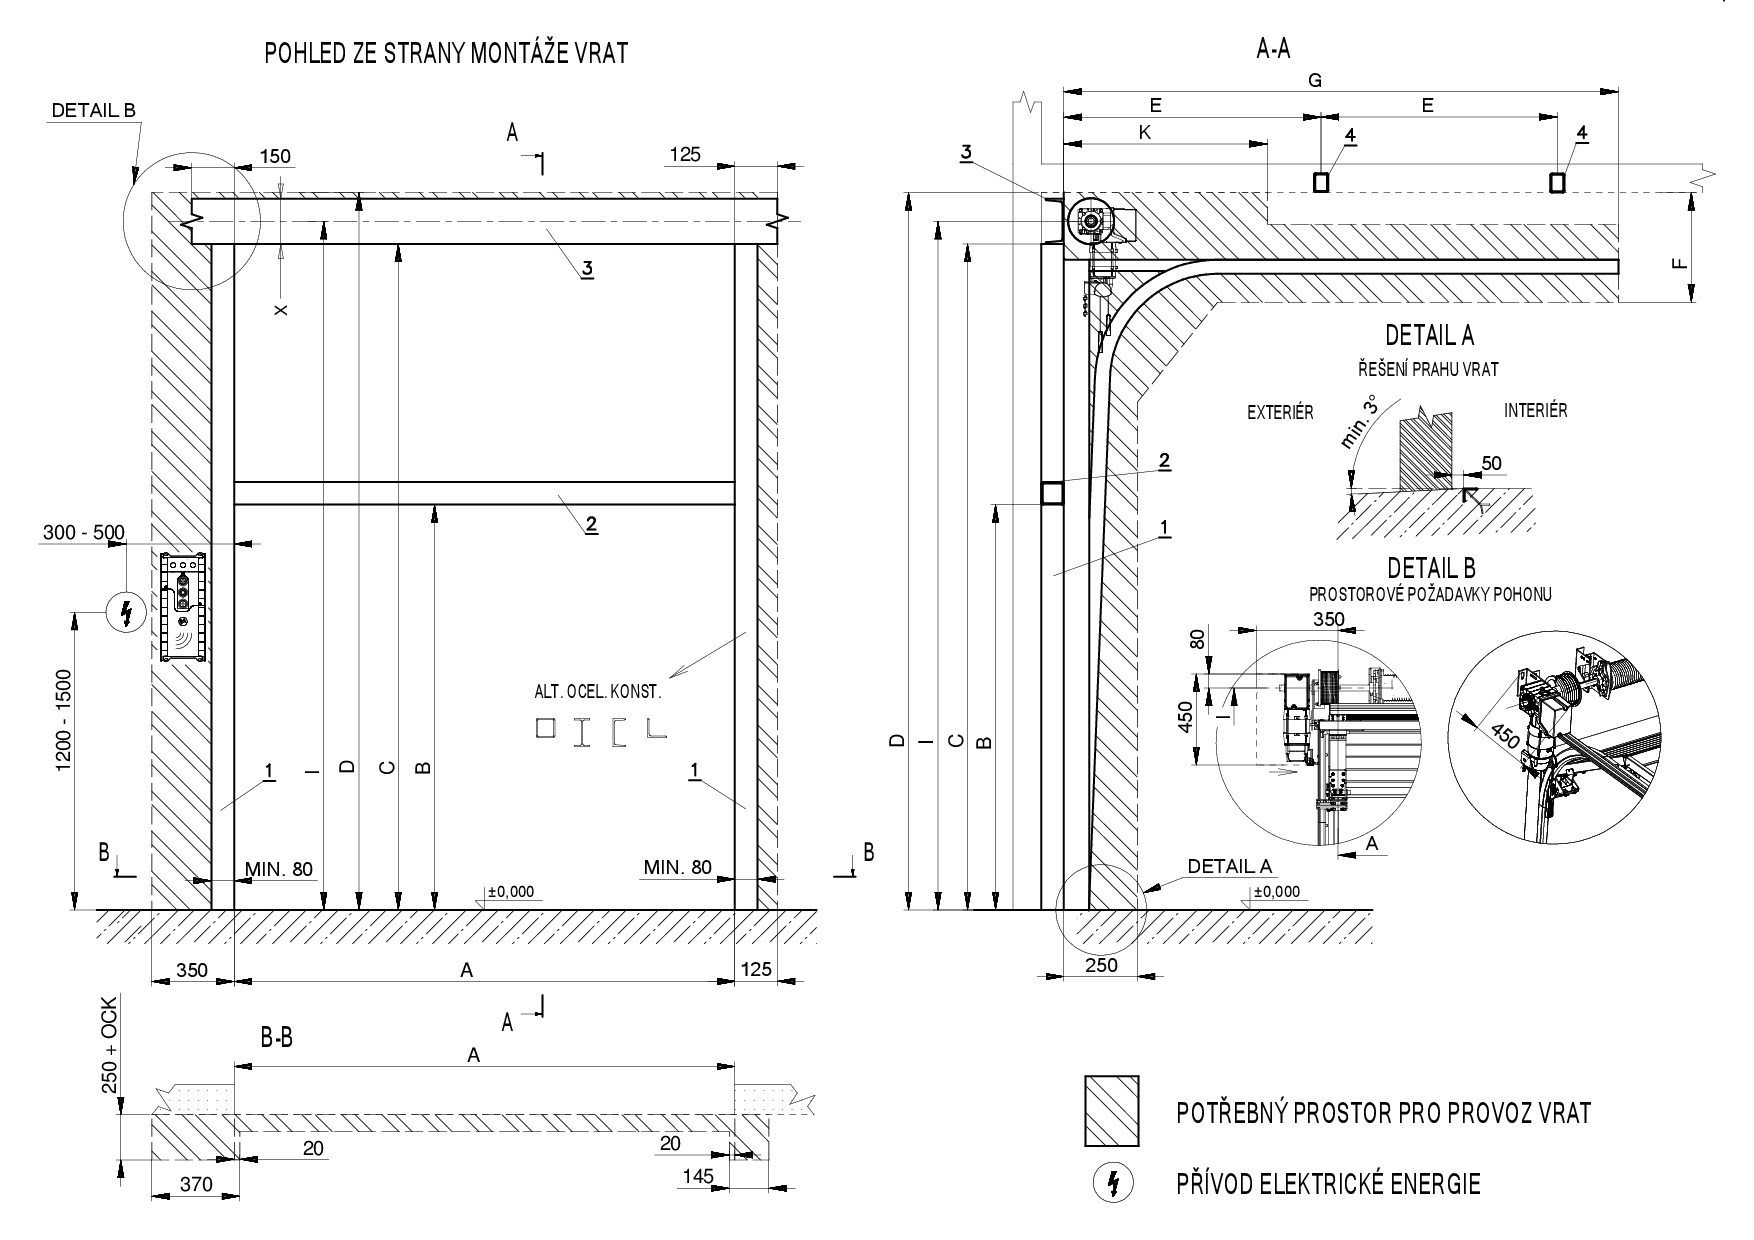 POHLED ZE STRANY MONTÁŽE VRAT
DETAIL B
150
A
125
X
3
300 - 500
2
1200 - 1500
ALT. OCEL. KONST.
1
I
D
C
B
1
B
MIN. 80
MIN. 80
B
±0,000
350
A
125
A
B-B
250 + OCK
A
20
20
370
145
A-A
G
E
E
K
4
4
3
F
2
1
D
I
C
B
DETAIL A
±0,000
250
DETAIL A
ŘEŠENÍ PRAHU VRAT
EXTERIÉR
INTERIÉR
min. 3°
50
DETAIL B
PROSTOROVÉ POŽADAVKY POHONU
350
80
450
I
A
450
POTŘEBNÝ PROSTOR PRO PROVOZ VRAT
PŘÍVOD ELEKTRICKÉ ENERGIE